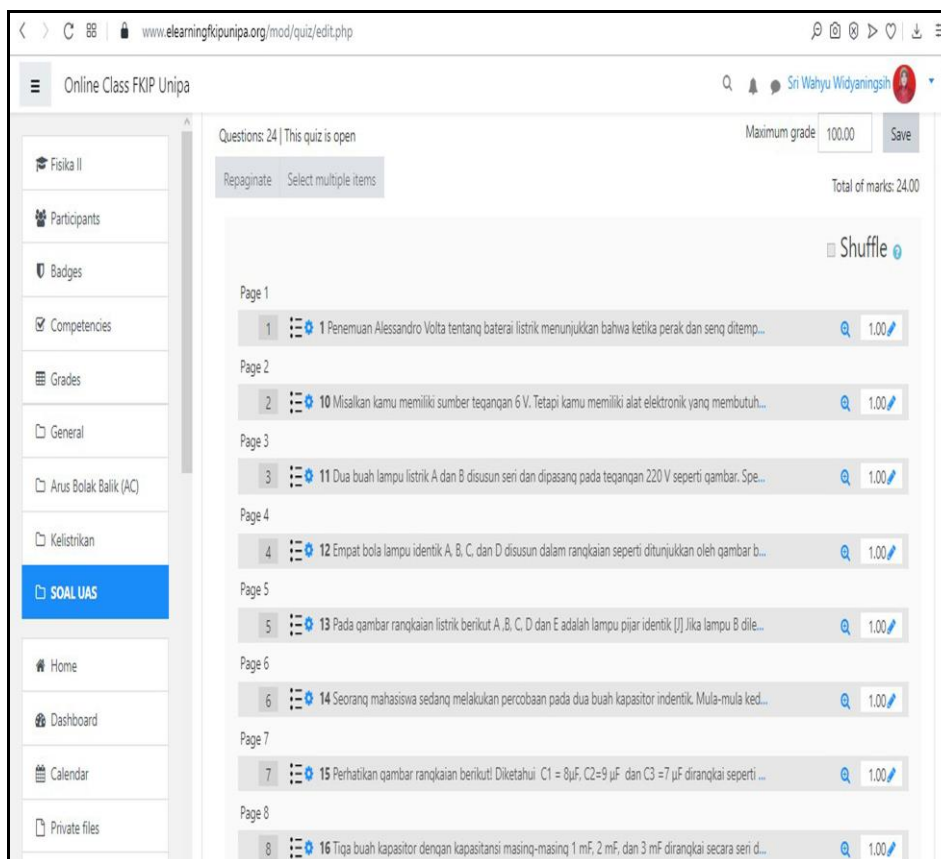 www.elearningfkipunipa.org/mod/quiz/edit.php
Online Class FKIP Unipa
Sri Wahyu Widyaningsih
Fisika II
Participants
Badges
Competencies
Grades
General
Arus Bolak Balik (AC)
Kelistrikan
SOAL UAS
Home
Dashboard
Calendar
Private files
Questions: 24 | This quiz is open
Maximum grade 100.00 Save
Repaginate Select multiple items
Total of marks: 24.00
Shuffle
Page 1
1 1 Penemuan Alessandro Volta tentang baterai listrik menunjukkan bahwa ketika perak dan seng ditemp... 1.00
Page 2
2 10 Misalkan kamu memiliki sumber tegangan 6 V. Tetapi kamu memiliki alat elektronik yang membutuh... 1.00
Page 3
3 11 Dua buah lampu listrik A dan B disusun seri dan dipasang pada tegangan 220 V seperti gambar. Spe... 1.00
Page 4
4 12 Empat bola lampu identik A, B, C, dan D disusun dalam rangkaian seperti ditunjukkan oleh gambar b... 1.00
Page 5
5 13 Pada gambar rangkaian listrik berikut A ,B, C, D dan E adalah lampu pijar identik [J] Jika lampu B dile... 1.00
Page 6
6 14 Seorang mahasiswa sedang melakukan percobaan pada dua buah kapasitor indentik. Mula-mula ked... 1.00
Page 7
7 15 Perhatikan gambar rangkaian berikut! Diketahui C1 = 8µF, C2=9 µF dan C3 =7 µF dirangkai seperti ... 1.00
Page 8
8 16 Tiga buah kapasitor dengan kapasitansi masing-masing 1 mF, 2 mF, dan 3 mF dirangkai secara seri d... 1.00